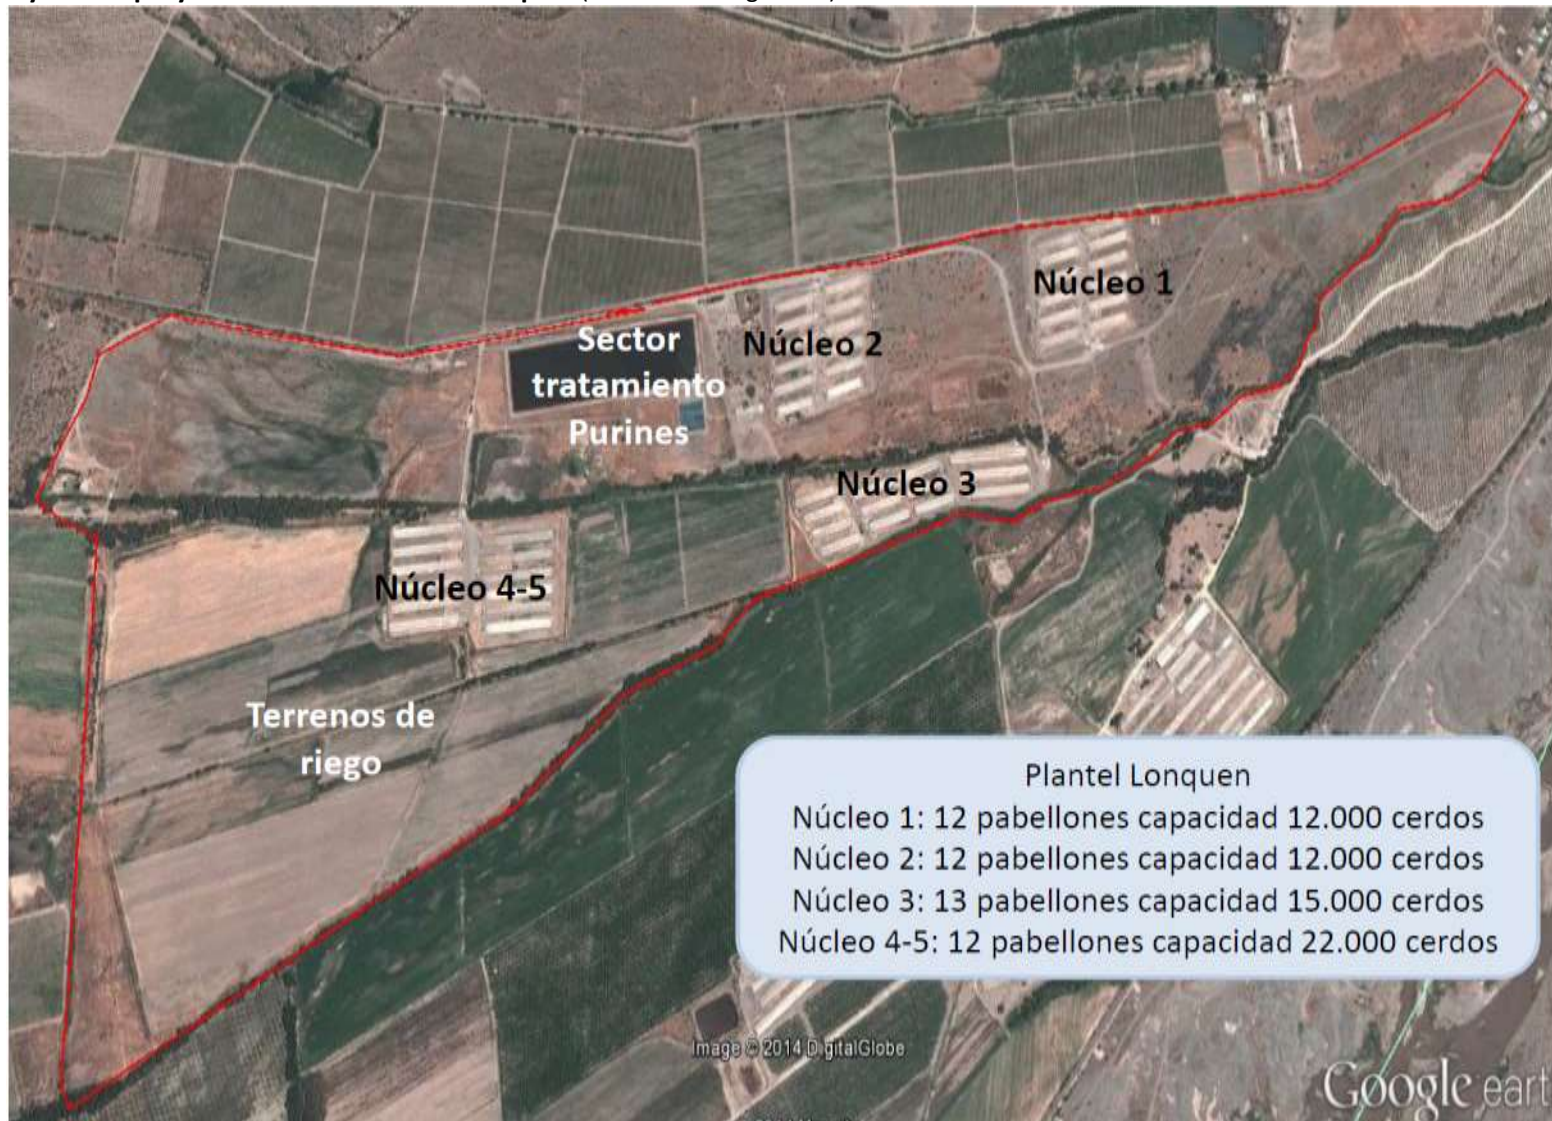 Núcleo 1
Sector
tratamiento
Purines
Núcleo 2
Núcleo 3
Núcleo 4-5
Terrenos de
riego
Plantel Lonquen
Núcleo 1: 12 pabellones capacidad 12.000 cerdos
Núcleo 2: 12 pabellones capacidad 12.000 cerdos
Núcleo 3: 13 pabellones capacidad 15.000 cerdos
Núcleo 4-5: 12 pabellones capacidad 22.000 cerdos
Image © 2014 DigitalGlobe
Google eart